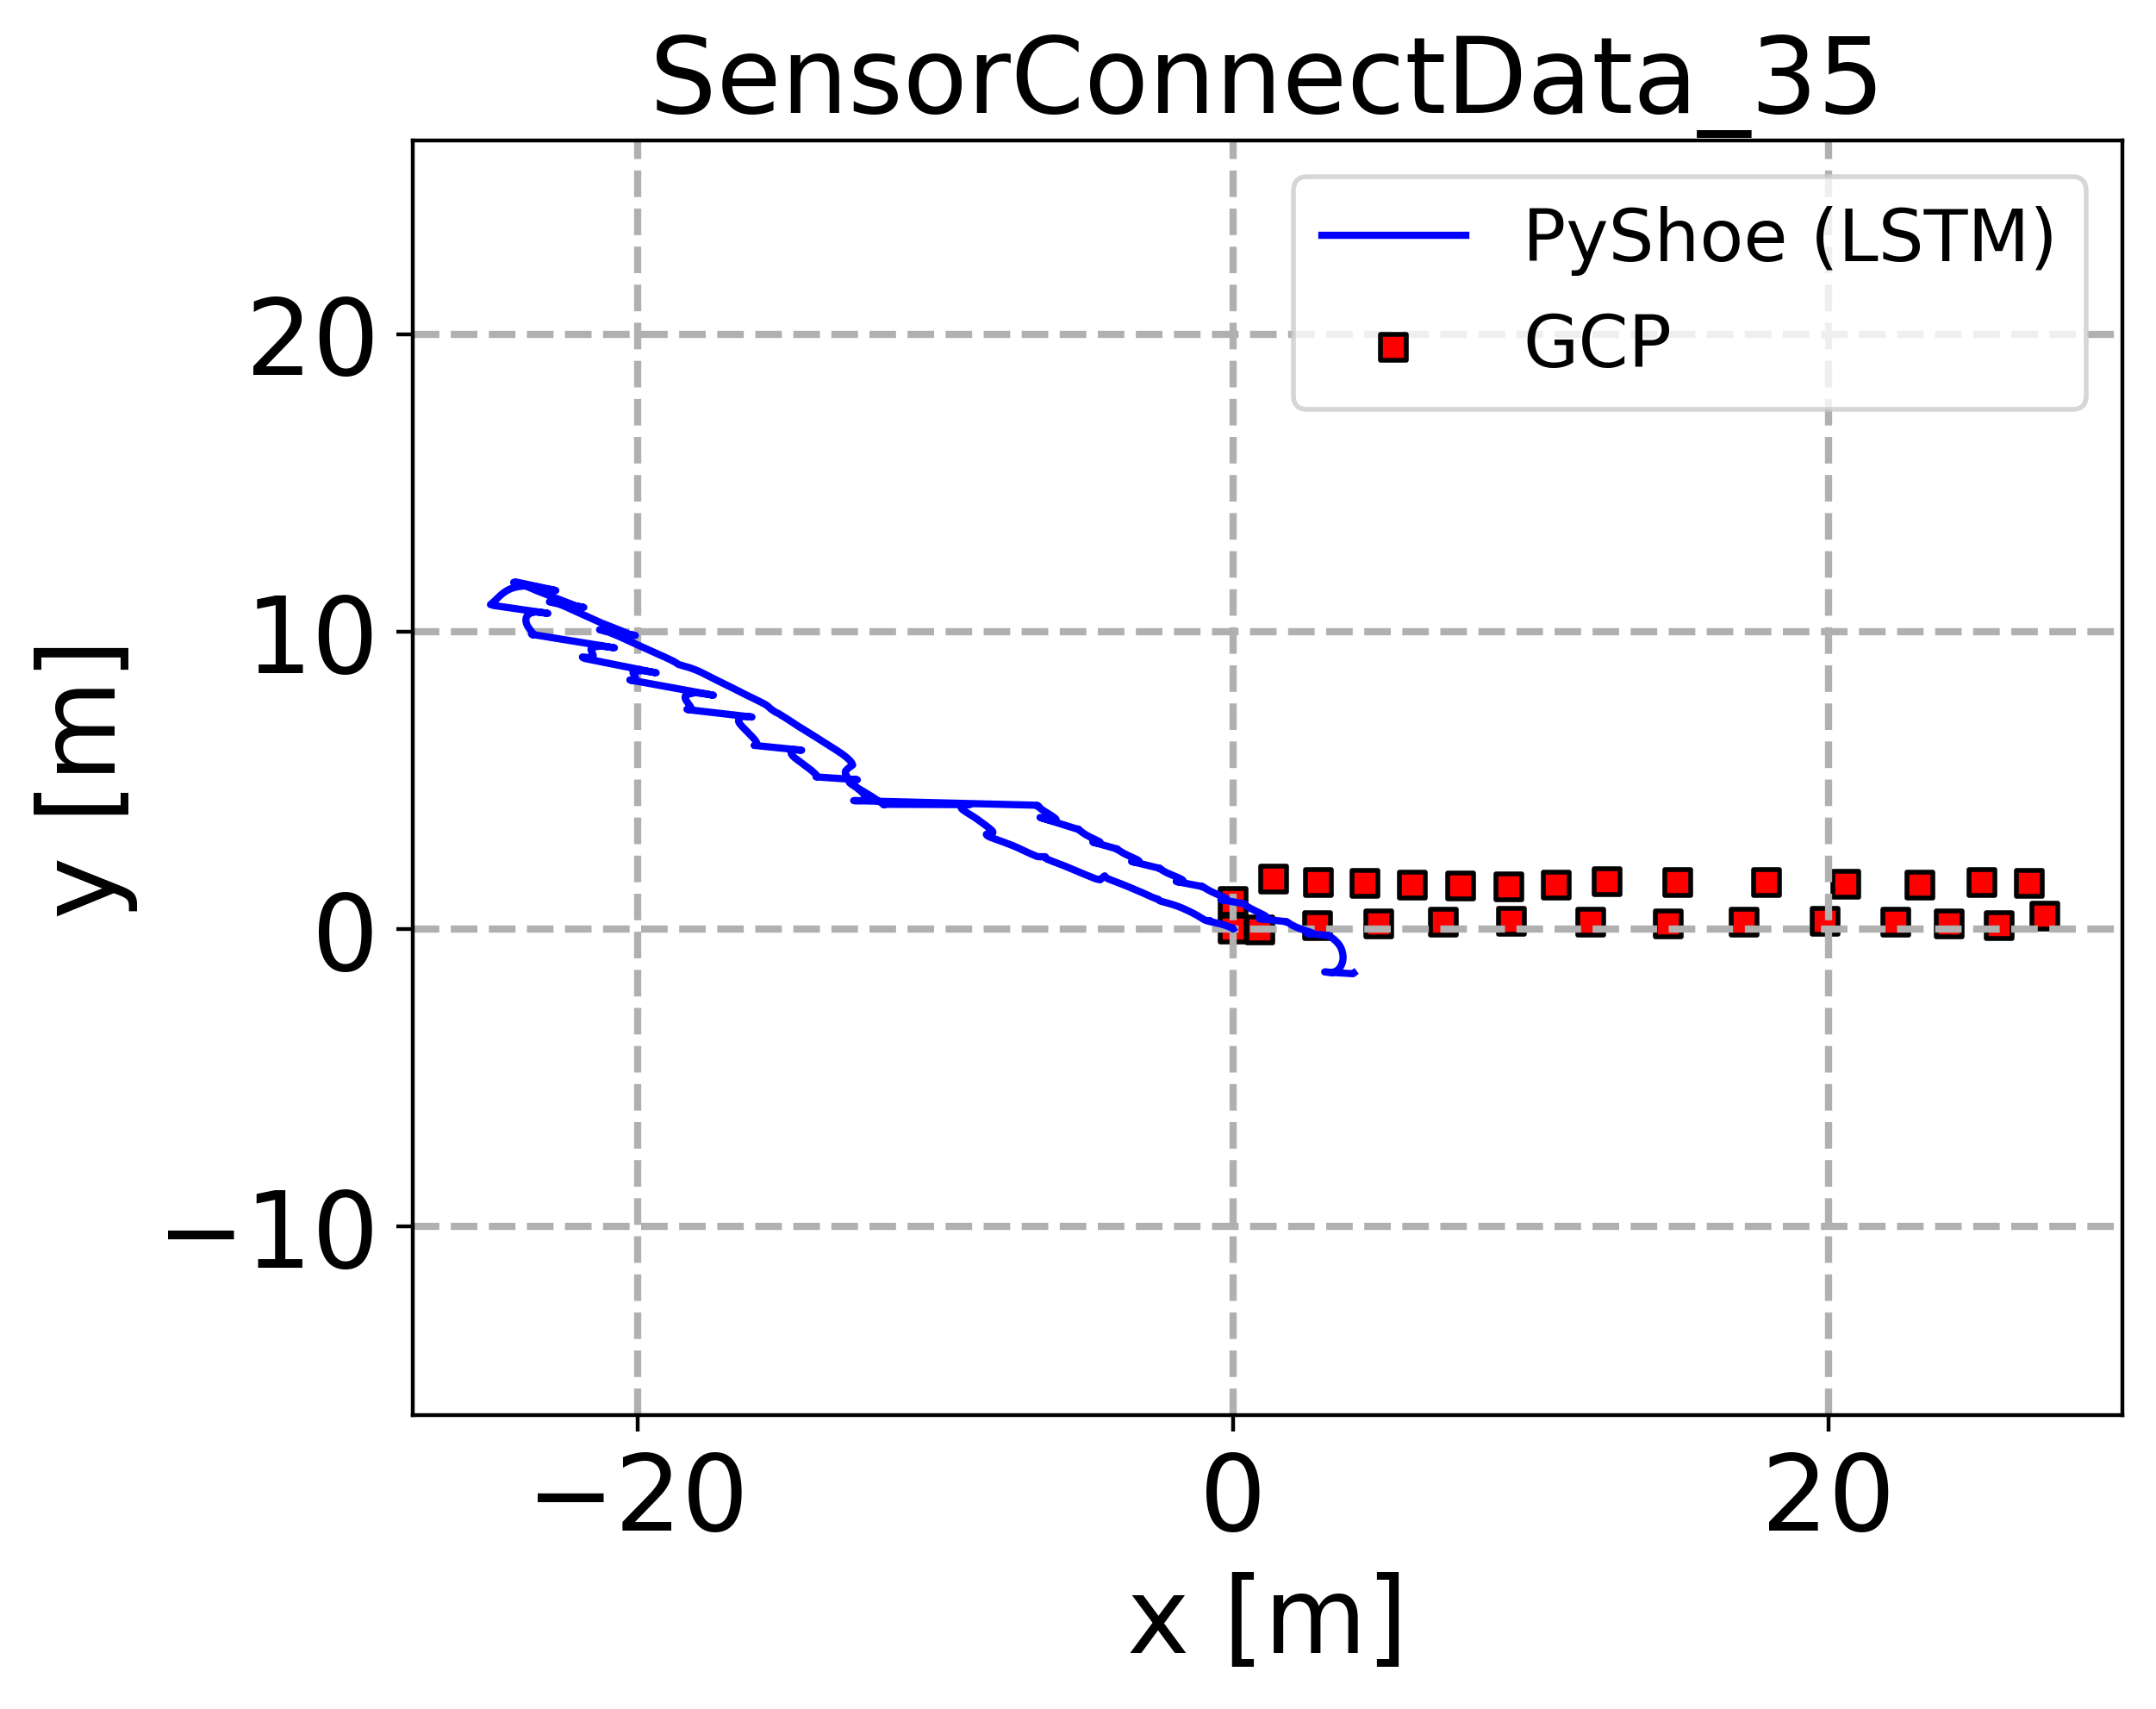 SensorConnectData_35
PyShoe (LSTM)
GCP
20
10
0
−10
y [m]
−20
0
20
x [m]